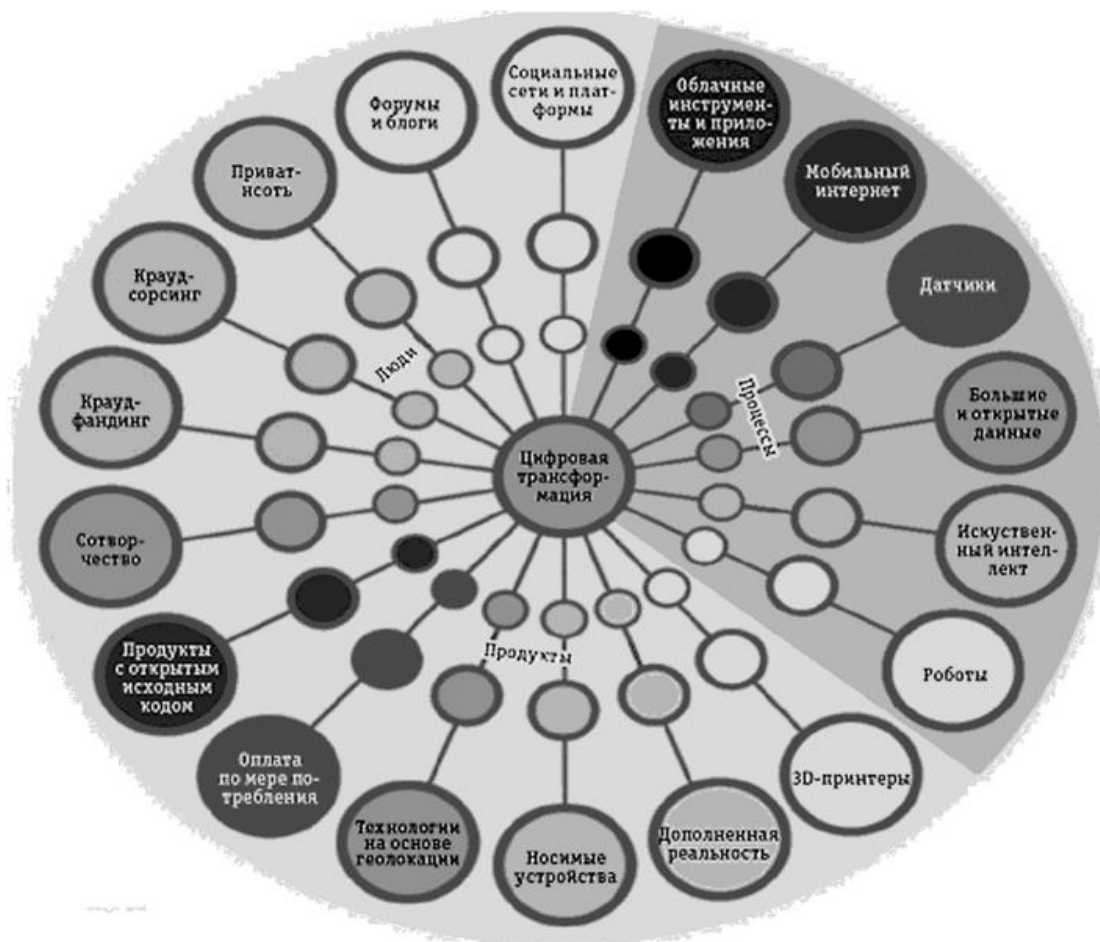 Социальные
сети и плат-
формы
Облачные
инструмен-
ты и прило-
жения
Мобильный
интернет
Датчики
Большие
и открытые
данные
Искуствен-
ный интел-
лект
Роботы
3D-принтеры
Дополненная
реальность
Носимые
устройства
Технологии
на основе
геолокации
Оплата
по мере по-
требления
Продукты
с открытым
исходным
кодом
Сотвор-
чество
Крауд-
фандинг
Крауд-
сорсинг
Приват-
нсоть
Форумы
и блоги
Люди
Процессы
Продукты
Цифровая
трансфор-
мация